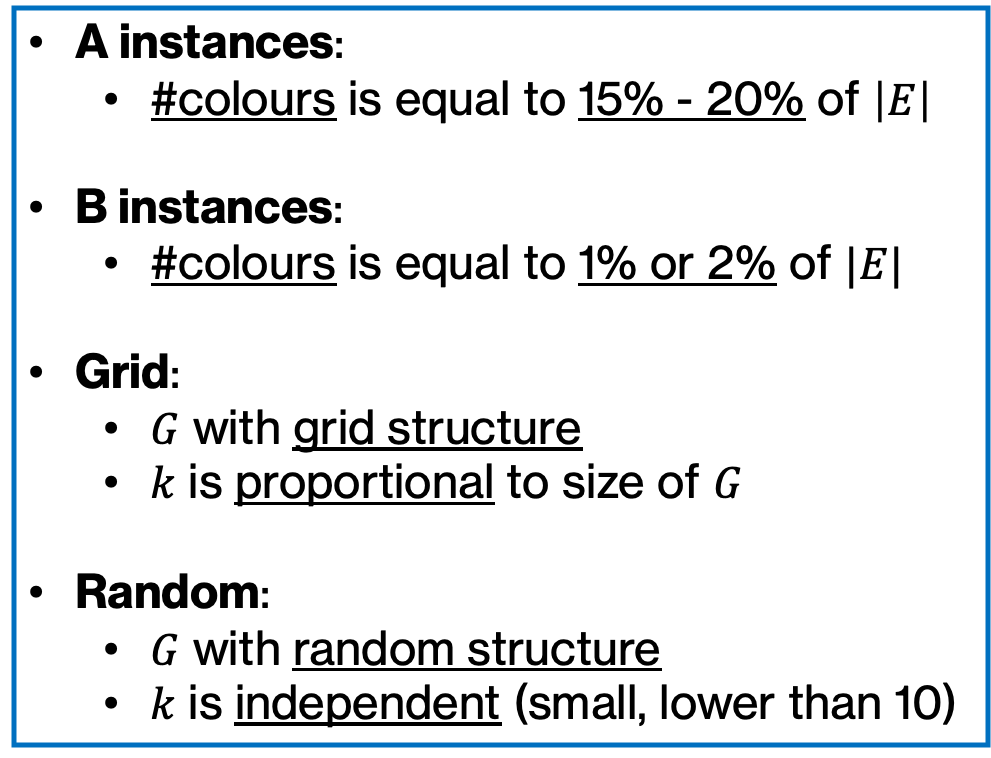 • A instances:
• #colours is equal to 15% - 20% of |E|
• B instances:
• #colours is equal to 1% or 2% of |E|
• Grid:
• G with grid structure
• k is proportional to size of G
• Random:
• G with random structure
• k is independent (small, lower than 10)